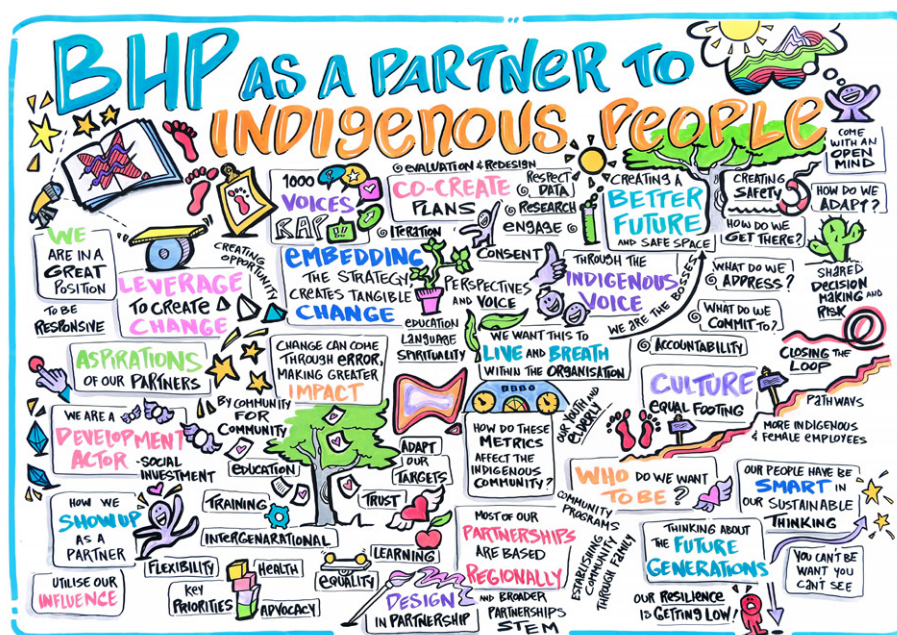 BHP AS A PARTNER TO
INDIGENOUS PEOPLE
COME
WITH AN
OPEN
MIND
1000
VOICES
RAP
EVALUATION & REDESIGN
CO-CREATE
PLANS
ITERATION
RESPECT
DATA
RESEARCH
ENGAGE
CREATING A
BETTER
FUTURE
AND SAFE SPACE
CREATING
SAFETY
HOW DO WE
ADAPT?
HOW DO WE
GET THERE?
WE
ARE IN A
GREAT
POSITION
TO BE
RESPONSIVE
CREATING
OPPORTUNITY
LEVERAGE
TO CREATE
CHANGE
EMBEDDING
THE STRATEGY
CREATES TANGIBLE
CHANGE
CONSENT
PERSPECTIVES
AND VOICE
THROUGH THE
INDIGENOUS
VOICE
WE ARE THE BOSSES
WHAT DO WE
ADDRESS?
SHARED
DECISION
MAKING AND
RISK
EDUCATION
LANGUAGE
SPIRITUALITY
WE WANT THIS TO
LIVE AND BREATH
WITHIN THE ORGANISATION
WHAT DO WE
COMMIT TO?
ACCOUNTABILITY
CLOSING THE
LOOP
ASPIRATIONS
OF OUR PARTNERS
CHANGE CAN COME
THROUGH ERROR,
MAKING GREATER
IMPACT
CULTURE
EQUAL FOOTING
PATHWAYS
MORE INDIGENOUS
& FEMALE EMPLOYEES
WE ARE A
DEVELOPMENT
ACTOR
-SOCIAL
INVESTMENT
BY COMMUNITY
FOR
COMMUNITY
EDUCATION
ADAPT
OUR
TARGETS
HOW DO THESE
METRICS
AFFECT THE
INDIGENOUS
COMMUNITY?
OUR YOUTH AND
ELDERLY
WHO DO WE WANT
TO BE?
OUR PEOPLE HAVE BE
SMART IN
OUR SUSTAINABLE
THINKING
HOW WE
SHOW UP
AS A
PARTNER
TRAINING
TRUST
INTERGENARATIONAL
LEARNING
MOST OF OUR
PARTNERSHIPS
ARE BASED
REGIONALLY
AND BROADER
PARTNERSHIPS
STEM
COMMUNITY
PROGRAMS
ESTABLISHING
COMMUNITY
THROUGH FAMILY
THINKING ABOUT
THE FUTURE
GENERATIONS
YOU CAN'T BE
WANT YOU
CAN'T SEE
UTILISE OUR
INFLUENCE
FLEXIBILITY
HEALTH
KEY
PRIORITIES
ADVOCACY
EQUALITY
DESIGN
IN PARTNERSHIP
OUR RESILIENCE
IS GETTING LOW!